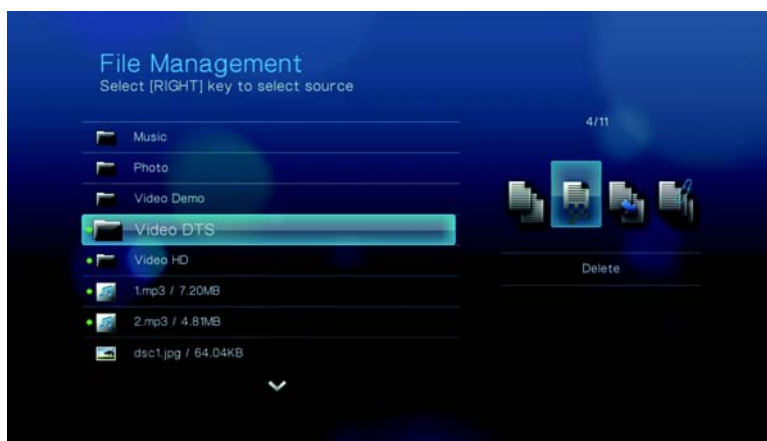 File Management
Select [RIGHT] key to select source
4/11
Music
Photo
Video Demo
Video DTS
Video HD
1.mp3 / 7.20MB
2.mp3 / 4.81MB
dsc1.jpg / 64.04KB
Delete